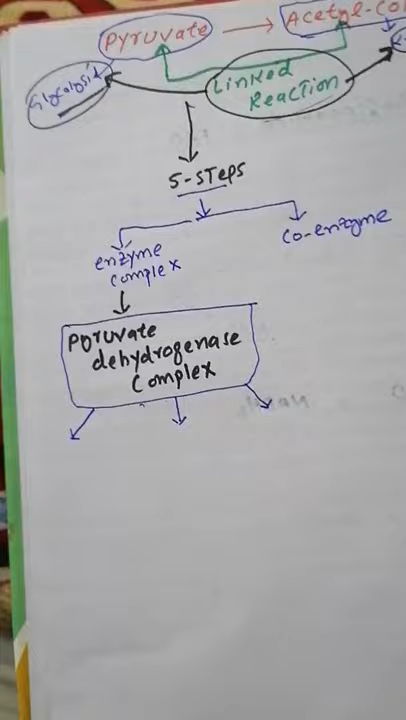 Pyruvate
Acetyl-Co
Glycolysis
Linked
Reaction
5-steps
enzyme
complex
Co-enzyme
Pyruvate
dehydrogenase
Complex